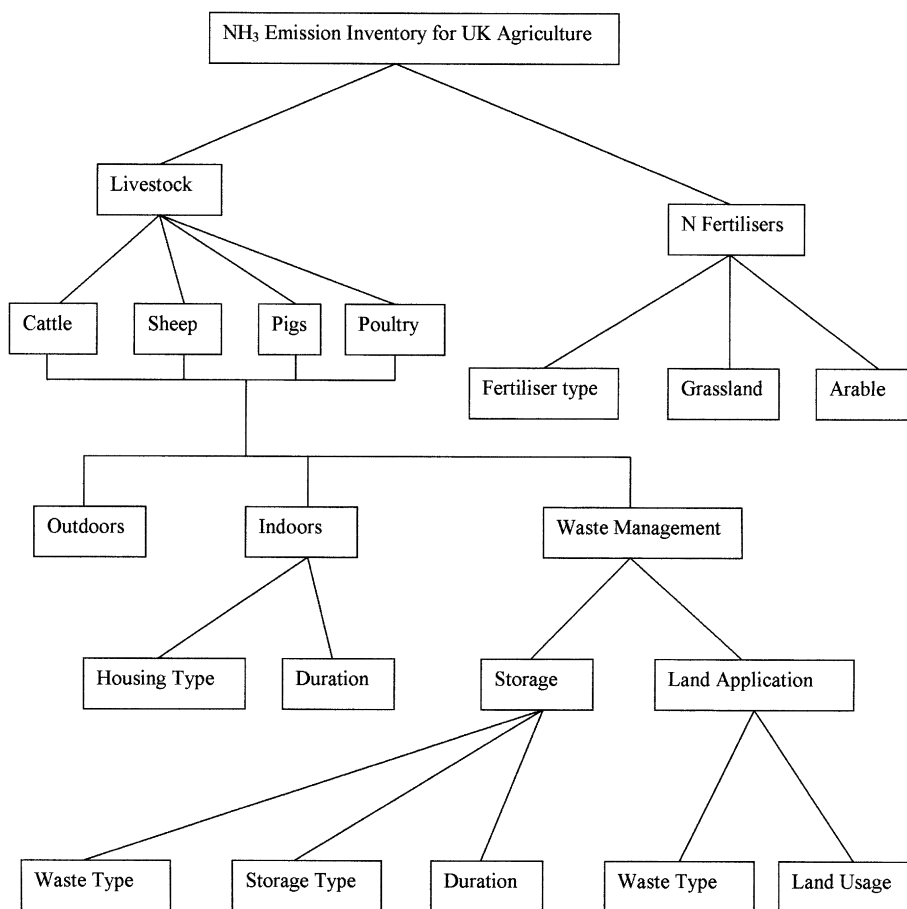 NH₃ Emission Inventory for UK Agriculture
Livestock
N Fertilisers
Cattle
Sheep
Pigs
Poultry
Fertiliser type
Grassland
Arable
Outdoors
Indoors
Waste Management
Housing Type
Duration
Storage
Land Application
Waste Type
Storage Type
Duration
Waste Type
Land Usage